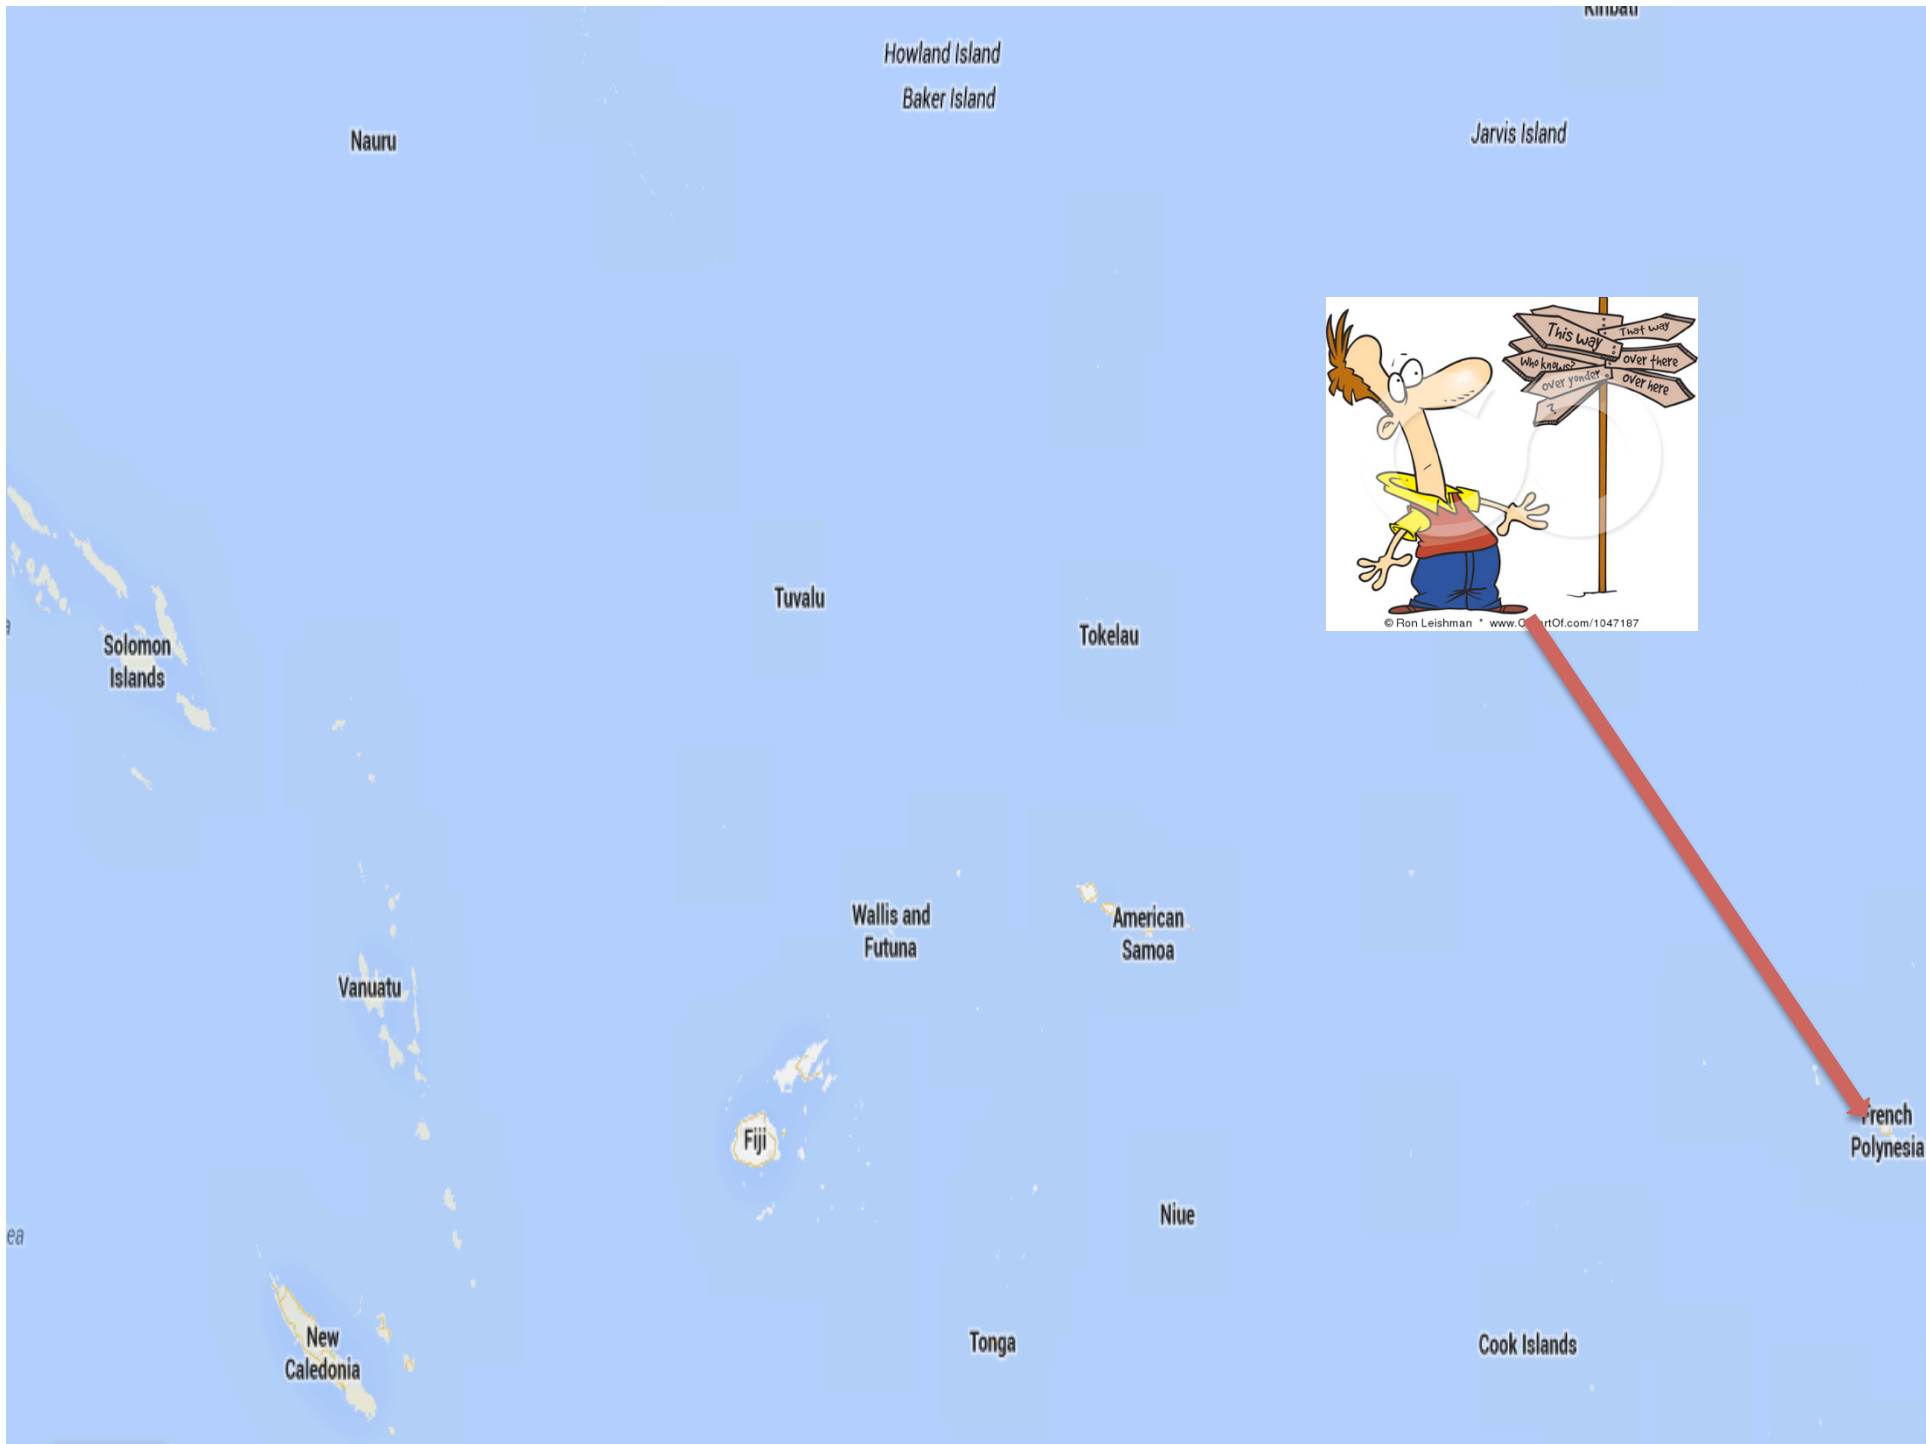 Kiribati
Howland Island
Baker Island
Jarvis Island
Nauru
This way
That way
Who knows?
over there
over yonder
over here
?
© Ron Leishman * www.C
rtOf.com/1047187
Tuvalu
Tokelau
Solomon
Islands
Wallis and
Futuna
American
Samoa
Vanuatu
Fiji
French
Polynesia
Niue
ea
New
Caledonia
Tonga
Cook Islands